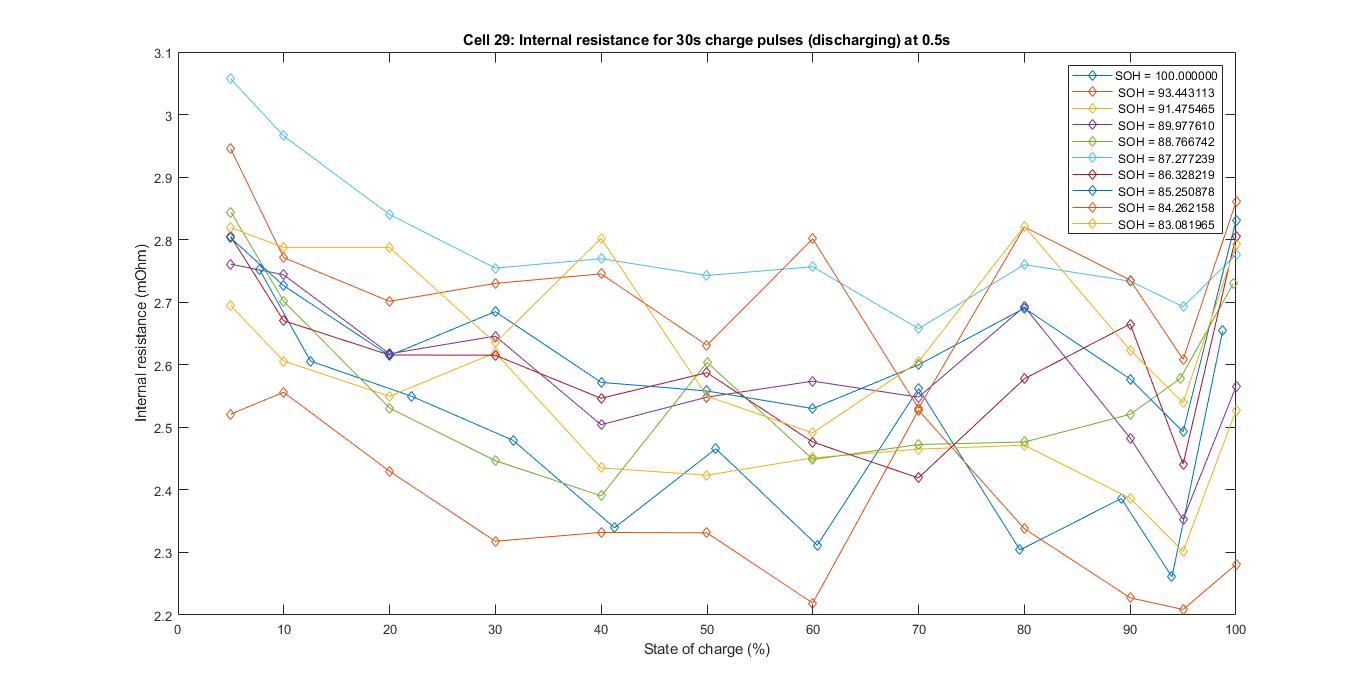 Cell 29: Internal resistance for 30s charge pulses (discharging) at 0.5s
3.1
3
2.9
2.8
2.7
2.6
2.5
2.4
2.3
2.2
Internal resistance (mOhm)
SOH = 100.000000
SOH = 93.443113
SOH = 91.475465
SOH = 89.977610
SOH = 88.766742
SOH = 87.277239
SOH = 86.328219
SOH = 85.250878
SOH = 84.262158
SOH = 83.081965
0 10 20 30 40 50 60 70 80 90 100
State of charge (%)